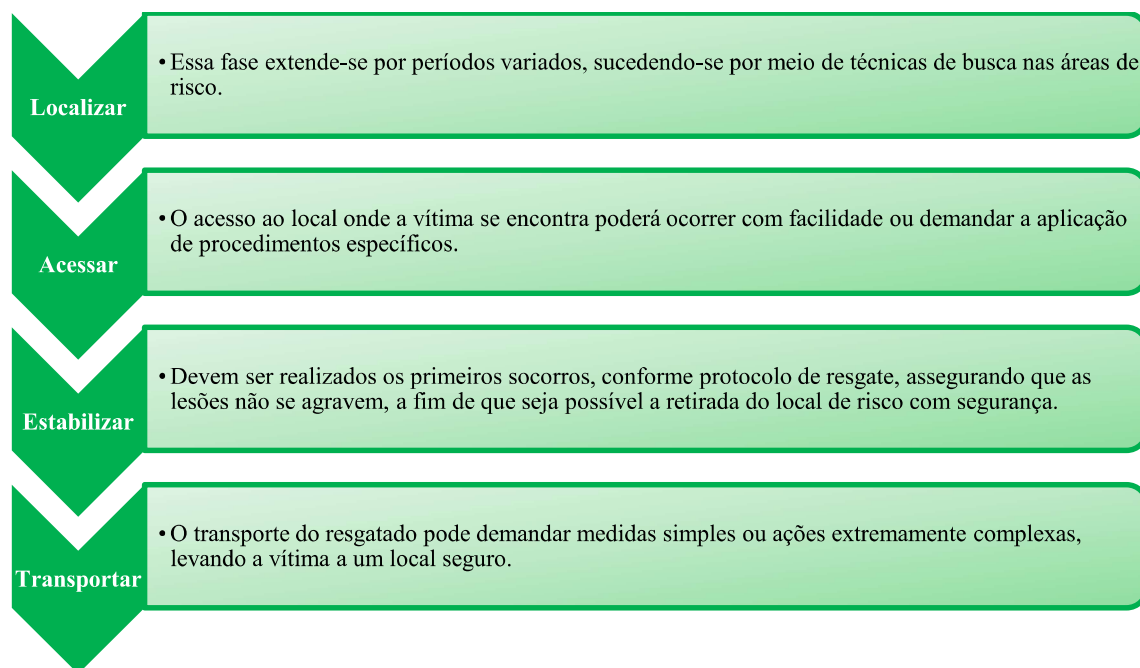 Localizar
• Essa fase extende-se por períodos variados, sucedendo-se por meio de técnicas de busca nas áreas de
risco.
Acessar
• O acesso ao local onde a vítima se encontra poderá ocorrer com facilidade ou demandar a aplicação
de procedimentos específicos.
Estabilizar
• Devem ser realizados os primeiros socorros, conforme protocolo de resgate, assegurando que as
lesões não se agravem, a fim de que seja possível a retirada do local de risco com segurança.
Transportar
• O transporte do resgatado pode demandar medidas simples ou ações extremamente complexas,
levando a vítima a um local seguro.